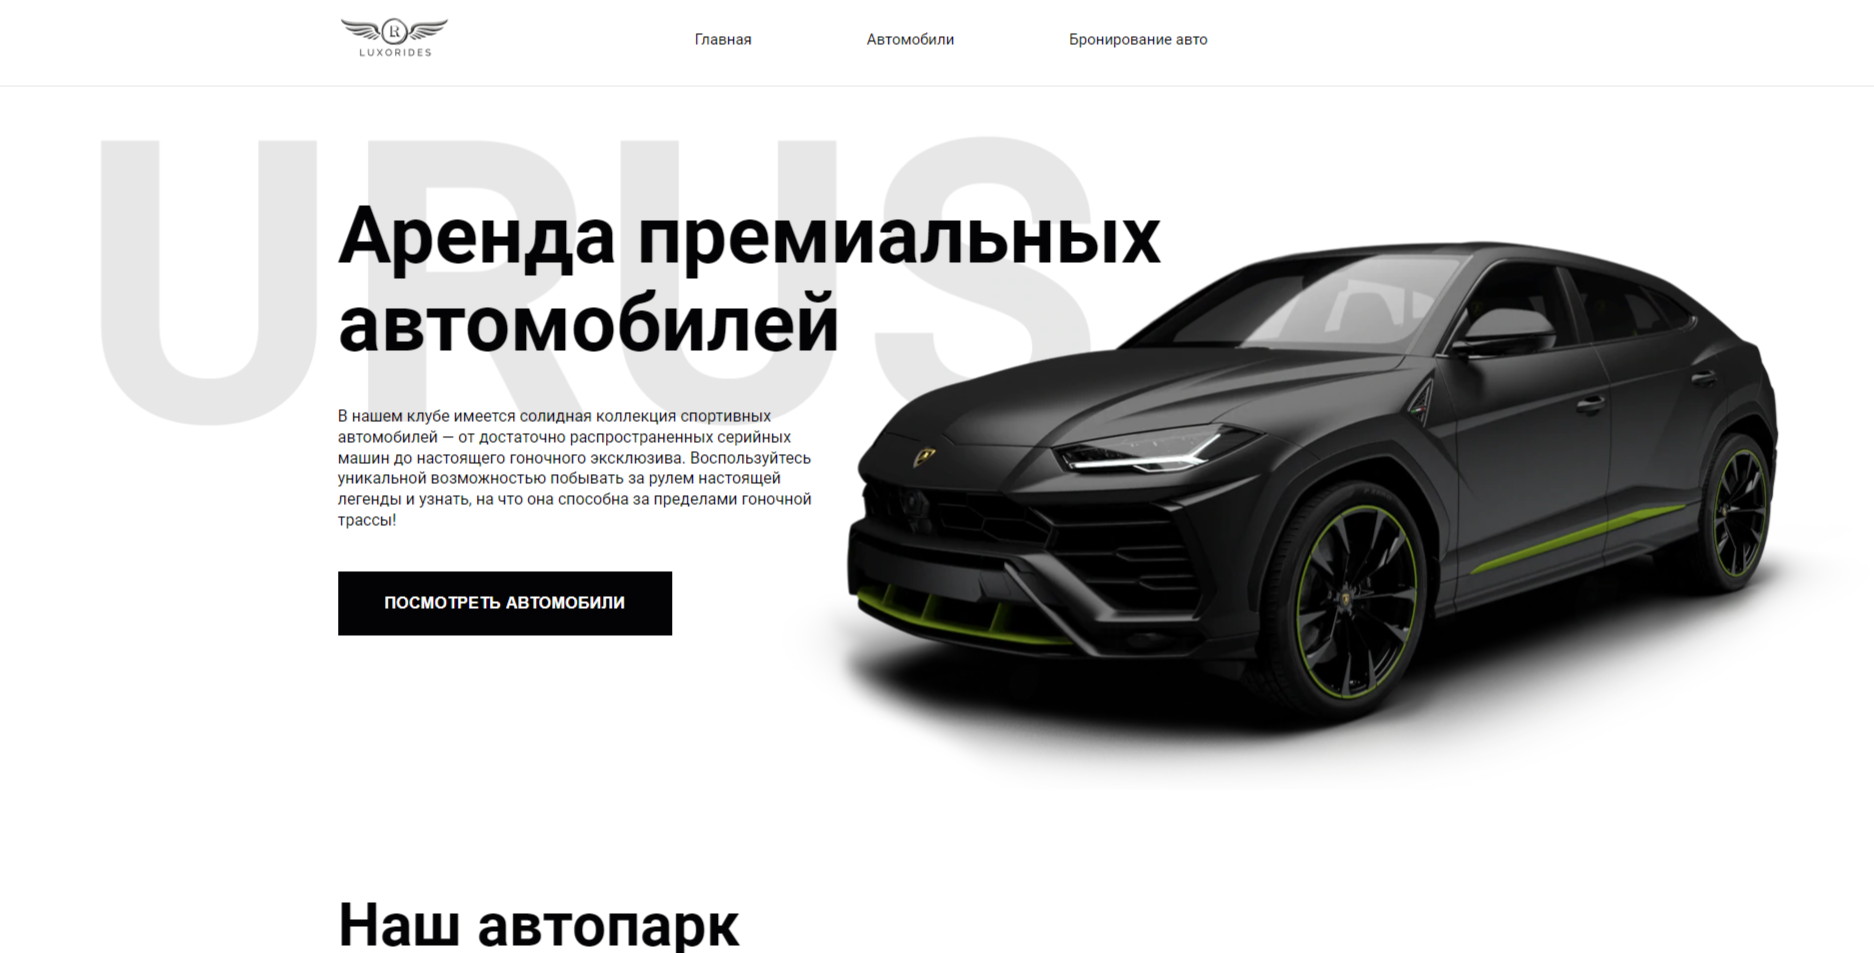 LR
LUXORIDES
Главная
Автомобили
Бронирование авто
URUS
Аренда премиальных
автомобилей
В нашем клубе имеется солидная коллекция спортивных
автомобилей — от достаточно распространенных серийных
машин до настоящего гоночного эксклюзива. Воспользуйтесь
уникальной возможностью побывать за рулем настоящей
легенды и узнать, на что она способна за пределами гоночной
трассы!
ПОСМОТРЕТЬ АВТОМОБИЛИ
Наш автопарк